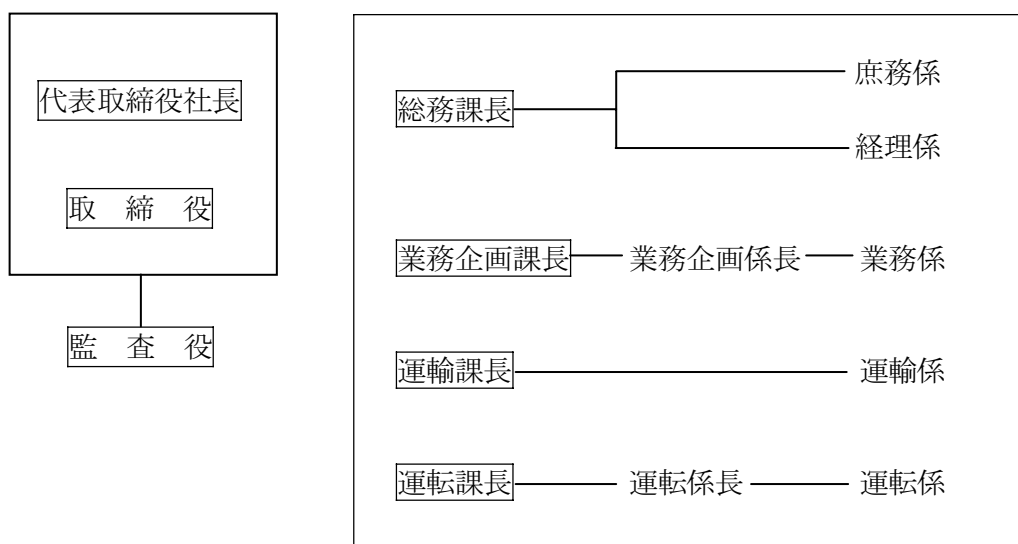 代表取締役社長
取　締　役
監　査　役
総務課長
庶務係
経理係
業務企画課長 業務企画係長 業務係
運輸課長 運輸係
運転課長 運転係長 運転係